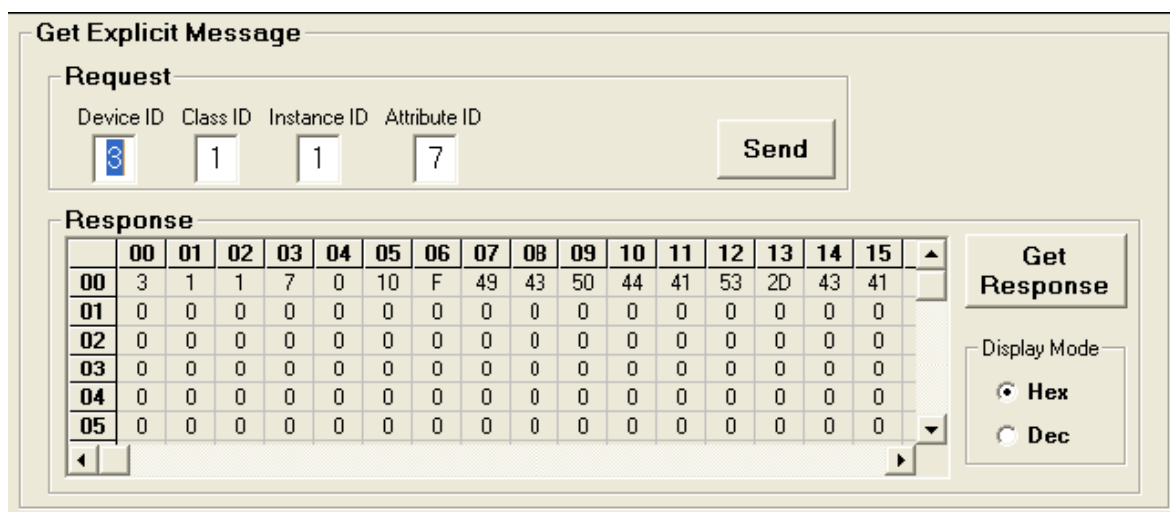 Get Explicit Message
Request
Device ID Class ID Instance ID Attribute ID
3 1 1 7 Send
Response
00 01 02 03 04 05 06 07 08 09 10 11 12 13 14 15
00 3 1 1 7 0 10 F 49 43 50 44 41 53 2D 43 41
01 0 0 0 0 0 0 0 0 0 0 0 0 0 0 0 0
02 0 0 0 0 0 0 0 0 0 0 0 0 0 0 0 0
03 0 0 0 0 0 0 0 0 0 0 0 0 0 0 0 0
04 0 0 0 0 0 0 0 0 0 0 0 0 0 0 0 0
05 0 0 0 0 0 0 0 0 0 0 0 0 0 0 0 0
Get
Response
Display Mode
Hex
Dec